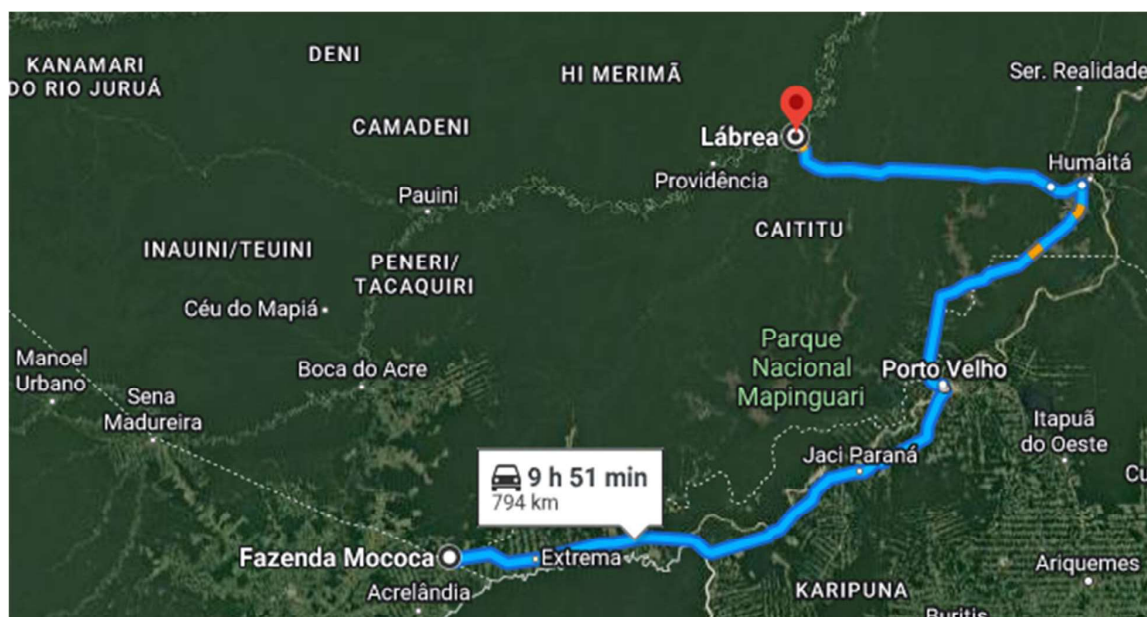 DENI
KANAMARI
DO RIO JURUÁ
HI MERIMÃ
Ser. Realidade
CAMADENI
Lábrea
Humaitá
Providência
Pauini
CAITITU
INAUINI/TEUINI
PENERI/
TACAQUIRI
Céu do Mapiá
Parque
Nacional
Mapinguari
Manoel
Urbano
Boca do Acre
Porto Velho
Sena
Madureira
Itapuã
do Oeste
Jaci Paraná
Cu
9 h 51 min
794 km
Fazenda Mococa
Extrema
Ariquemes
Acrelândia
KARIPUNA
Buritis